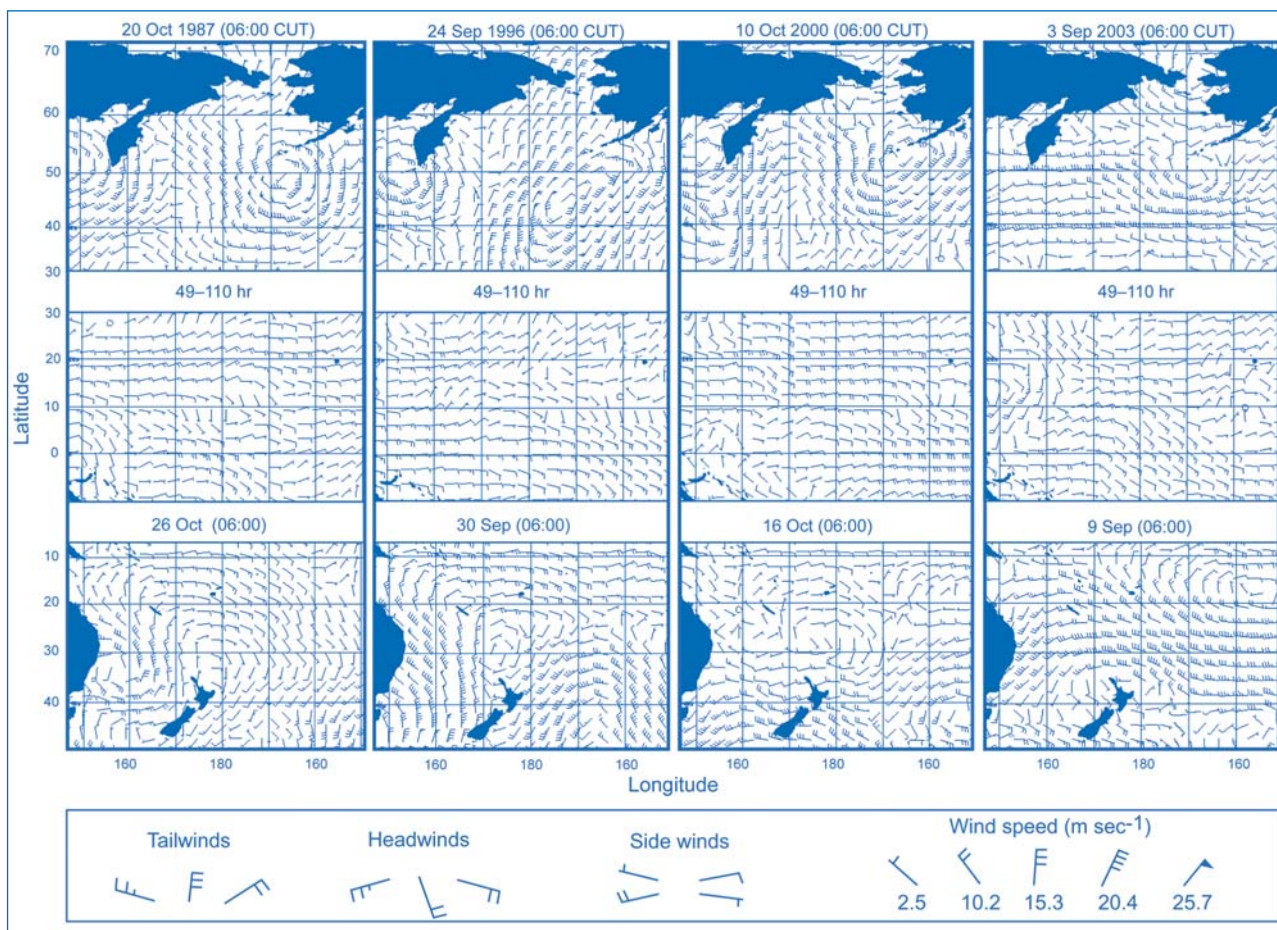 20 Oct 1987 (06:00 CUT) 24 Sep 1996 (06:00 CUT) 10 Oct 2000 (06:00 CUT) 3 Sep 2003 (06:00 CUT)
70
60
50
40
30
49–110 hr 49–110 hr 49–110 hr 49–110 hr
30
20
10
0
Latitude
26 Oct (06:00) 30 Sep (06:00) 16 Oct (06:00) 9 Sep (06:00)
10
20
30
40
160 180 160 160 180 160 160 180 160 160 180 160
Longitude
Tailwinds Headwinds Side winds Wind speed (m sec-1)
2.5 10.2 15.3 20.4 25.7